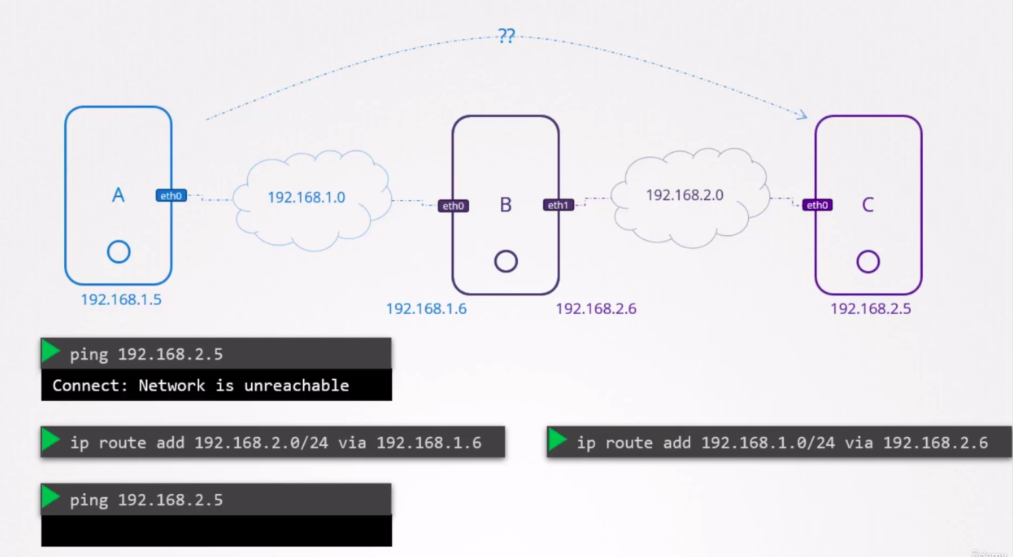 ??
A
eth0
192.168.1.0
eth0
B
eth1
192.168.2.0
eth0
C
192.168.1.5
192.168.1.6
192.168.2.6
192.168.2.5
ping 192.168.2.5
Connect: Network is unreachable
ip route add 192.168.2.0/24 via 192.168.1.6
ip route add 192.168.1.0/24 via 192.168.2.6
ping 192.168.2.5